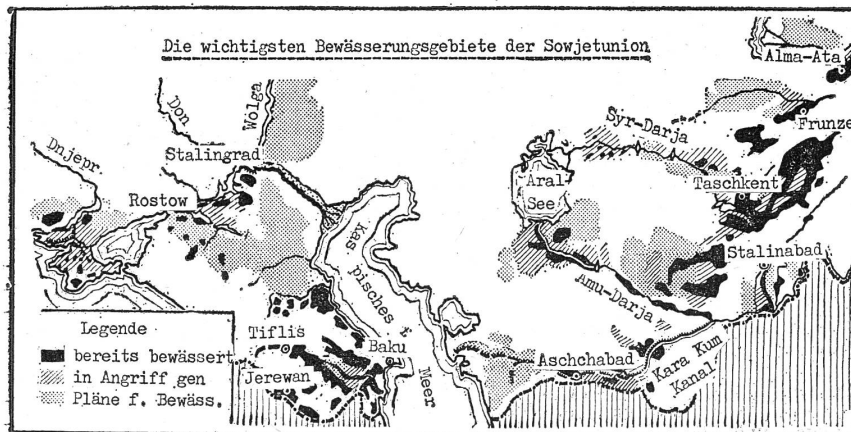 Die wichtigsten Bewässerungsgebiete der Sowjetunion
Alma-Ata
Don
Wolga
Frunze
Syr-Darja
Dnjepr.
Stalingrad
Aral
See
Taschkent
Rostow
Stalinabad
Kas
pisches
Meer
Amu-Darja
Legende
bereits bewässert
in Angriff gen
Pläne f. Bewäss.
Tiflis
Baku
Jerewan
Aschchabad
Kara Kum
Kanal